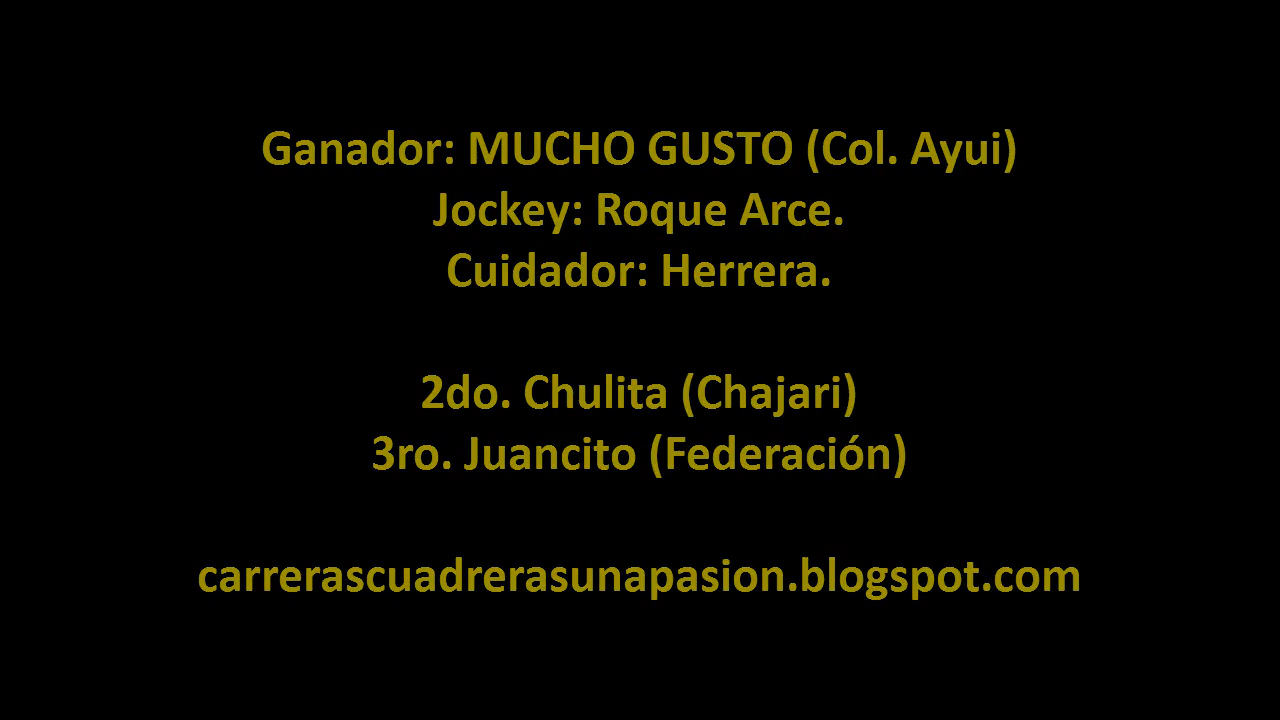 Ganador: MUCHO GUSTO (Col. Ayui)
Jockey: Roque Arce.
Cuidador: Herrera.
2do. Chulita (Chajari)
3ro. Juancito (Federación)
carrerascuadrerasunapasion.blogspot.com